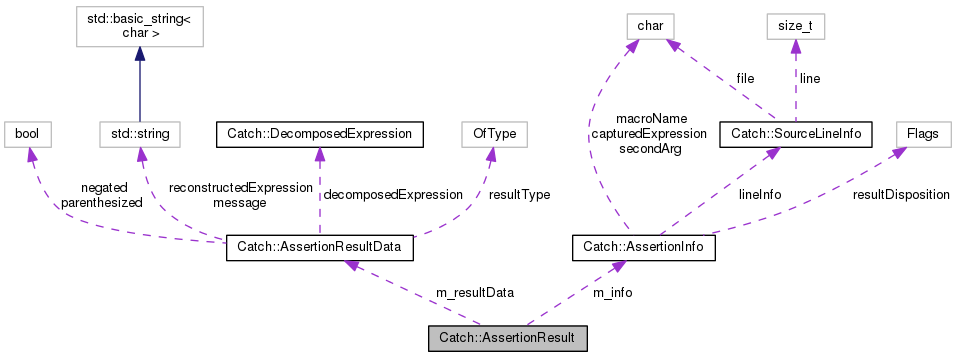 std::basic_string<
char >
char
size_t
file
line
bool
std::string
Catch::DecomposedExpression
OfType
macroName
capturedExpression
secondArg
Catch::SourceLineInfo
Flags
negated
parenthesized
reconstructedExpression
message
decomposedExpression
resultType
lineInfo
resultDisposition
Catch::AssertionResultData
Catch::AssertionInfo
m_resultData
m_info
Catch::AssertionResult